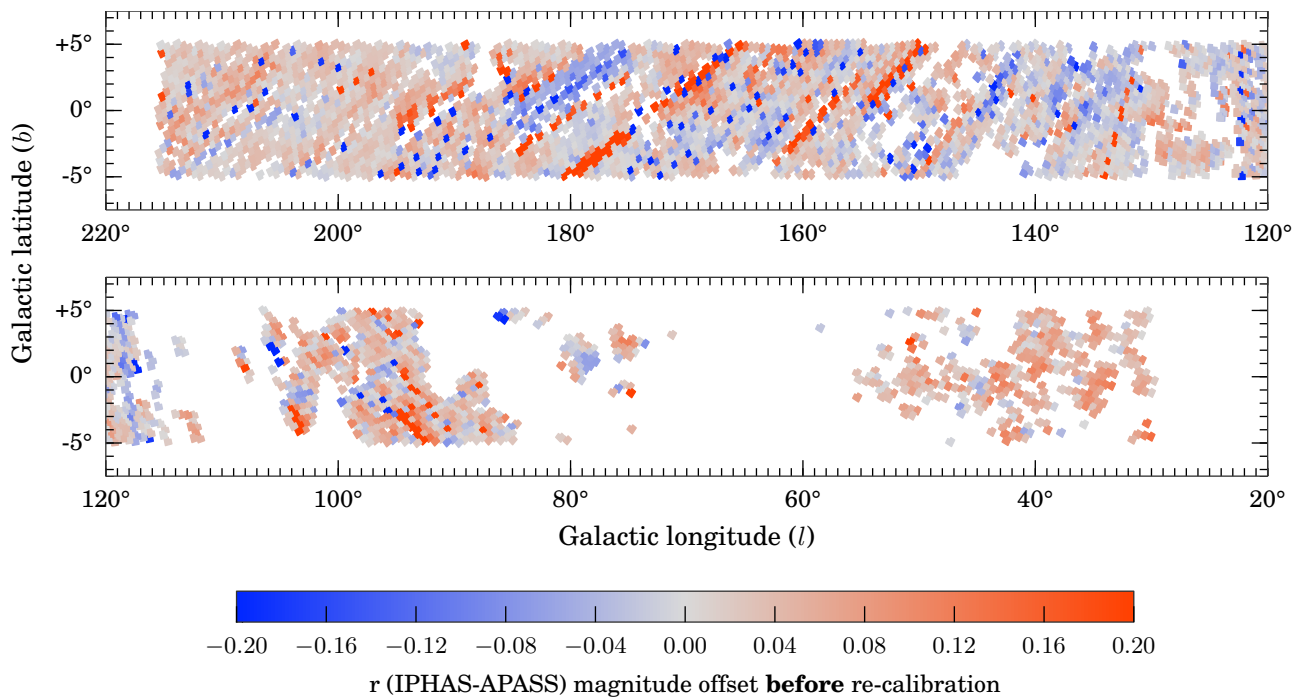 Galactic latitude (b)
+5°
0°
-5°
220° 200° 180° 160° 140° 120°
+5°
0°
-5°
120° 100° 80° 60° 40° 20°
Galactic longitude (l)
−0.20 −0.16 −0.12 −0.08 −0.04 0.00 0.04 0.08 0.12 0.16 0.20
r (IPHAS-APASS) magnitude offset before re-calibration